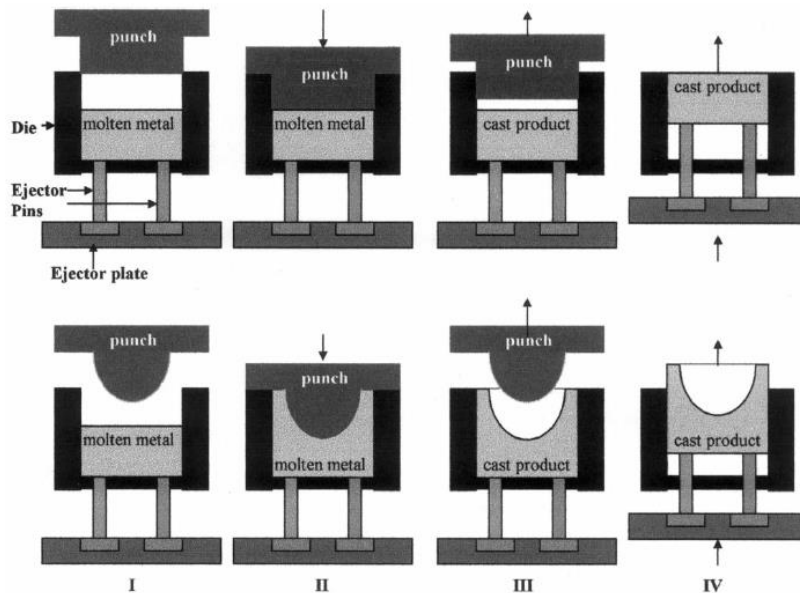 punch
punch
punch
cast product
Die
molten metal
molten metal
cast product
Ejector
Pins
Ejector plate
punch
punch
punch
molten metal
molten metal
cast product
cast product
I
II
III
IV